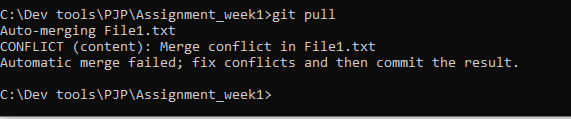 C:\Dev tools\PJP\Assignment_week1>git pull
Auto-merging File1.txt
CONFLICT (content): Merge conflict in File1.txt
Automatic merge failed; fix conflicts and then commit the result.
C:\Dev tools\PJP\Assignment_week1>